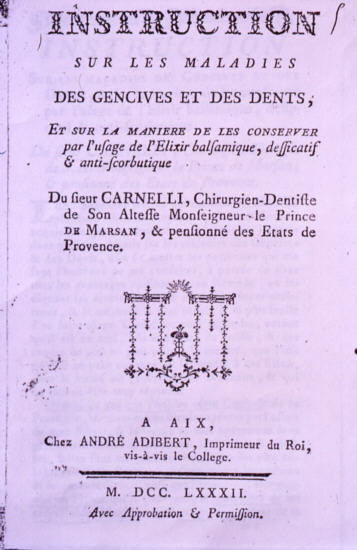 INSTRUCTION
SUR LES MALADIES
DES GENCIVES ET DES DENTS,
ET SUR LA MANIERE DE LES CONSERVER
par l'uſage de l'Elixir balſamique, deſſicatif
& anti-ſcorbutique
Du ſieur CARNELLI, Chirurgien-Dentiſte
de Son Alteſſe Monſeigneur le Prince
DE MARSAN, & penſionné des Etats de
Provence.
A AIX,
Chez ANDRÉ ADIBERT, Imprimeur du Roi,
vis-à-vis le College.
M. DCC. LXXXII.
Avec Approbation & Permiſſion.